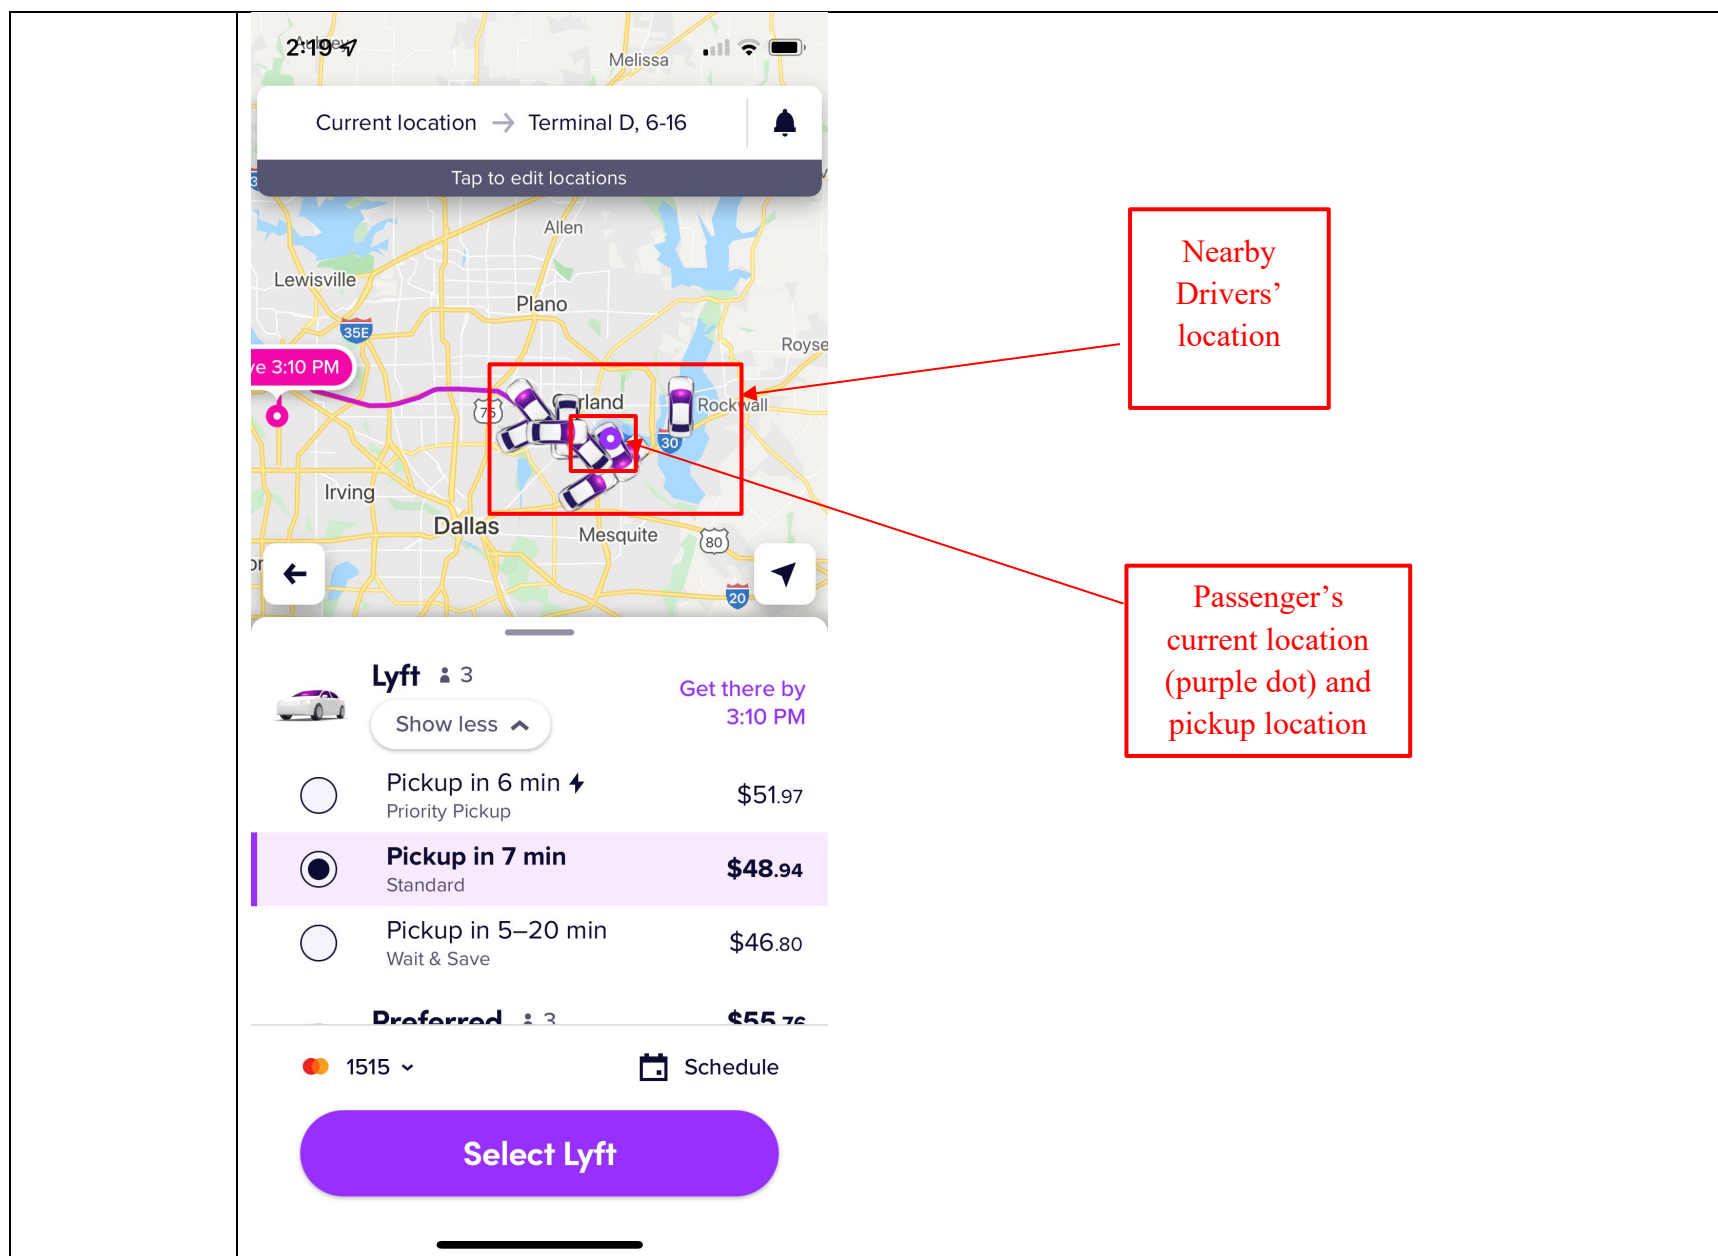 2:19
Melissa
Current location → Terminal D, 6-16
Tap to edit locations
Allen
Lewisville
Plano
35E
Royse
3:10 PM
75
Rockwall
30
Irving
Dallas
Mesquite
80
20
Lyft 3
Show less
Get there by
3:10 PM
Pickup in 6 min
Priority Pickup
$51.97
Pickup in 7 min
Standard
$48.94
Pickup in 5–20 min
Wait & Save
$46.80
Preferred 3
$55.76
1515
Schedule
Select Lyft
Nearby
Drivers’
location
Passenger’s
current location
(purple dot) and
pickup location